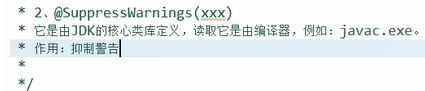 * 2、@SuppressWarnings(xxx)
* 它是由JDK的核心类库定义，读取它是由编译器，例如：javac.exe。
* 作用：抑制警告
*
*/